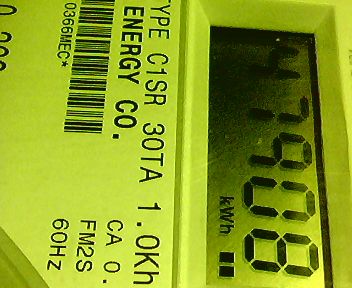 47908
kWh
TYPE C1SR 30TA 1.0Kh
ENERGY CO.
CA 0.
FM2S
60Hz
0366MEC*